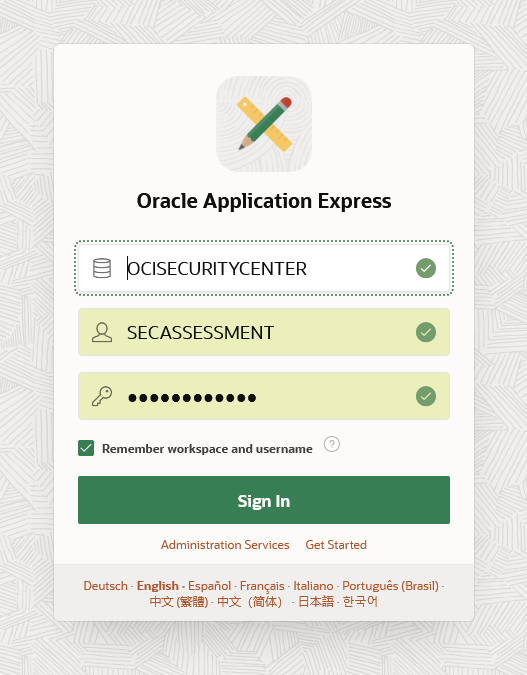 Oracle Application Express
OCISECURITYCENTER
SECASSESSMENT
●●●●●●●●●●●●
Remember workspace and username ?
Sign In
Administration Services Get Started
Deutsch · English · Español · Français · Italiano · Português (Brasil) ·
中文 (繁體) · 中文（简体） · 日本語 · 한국어